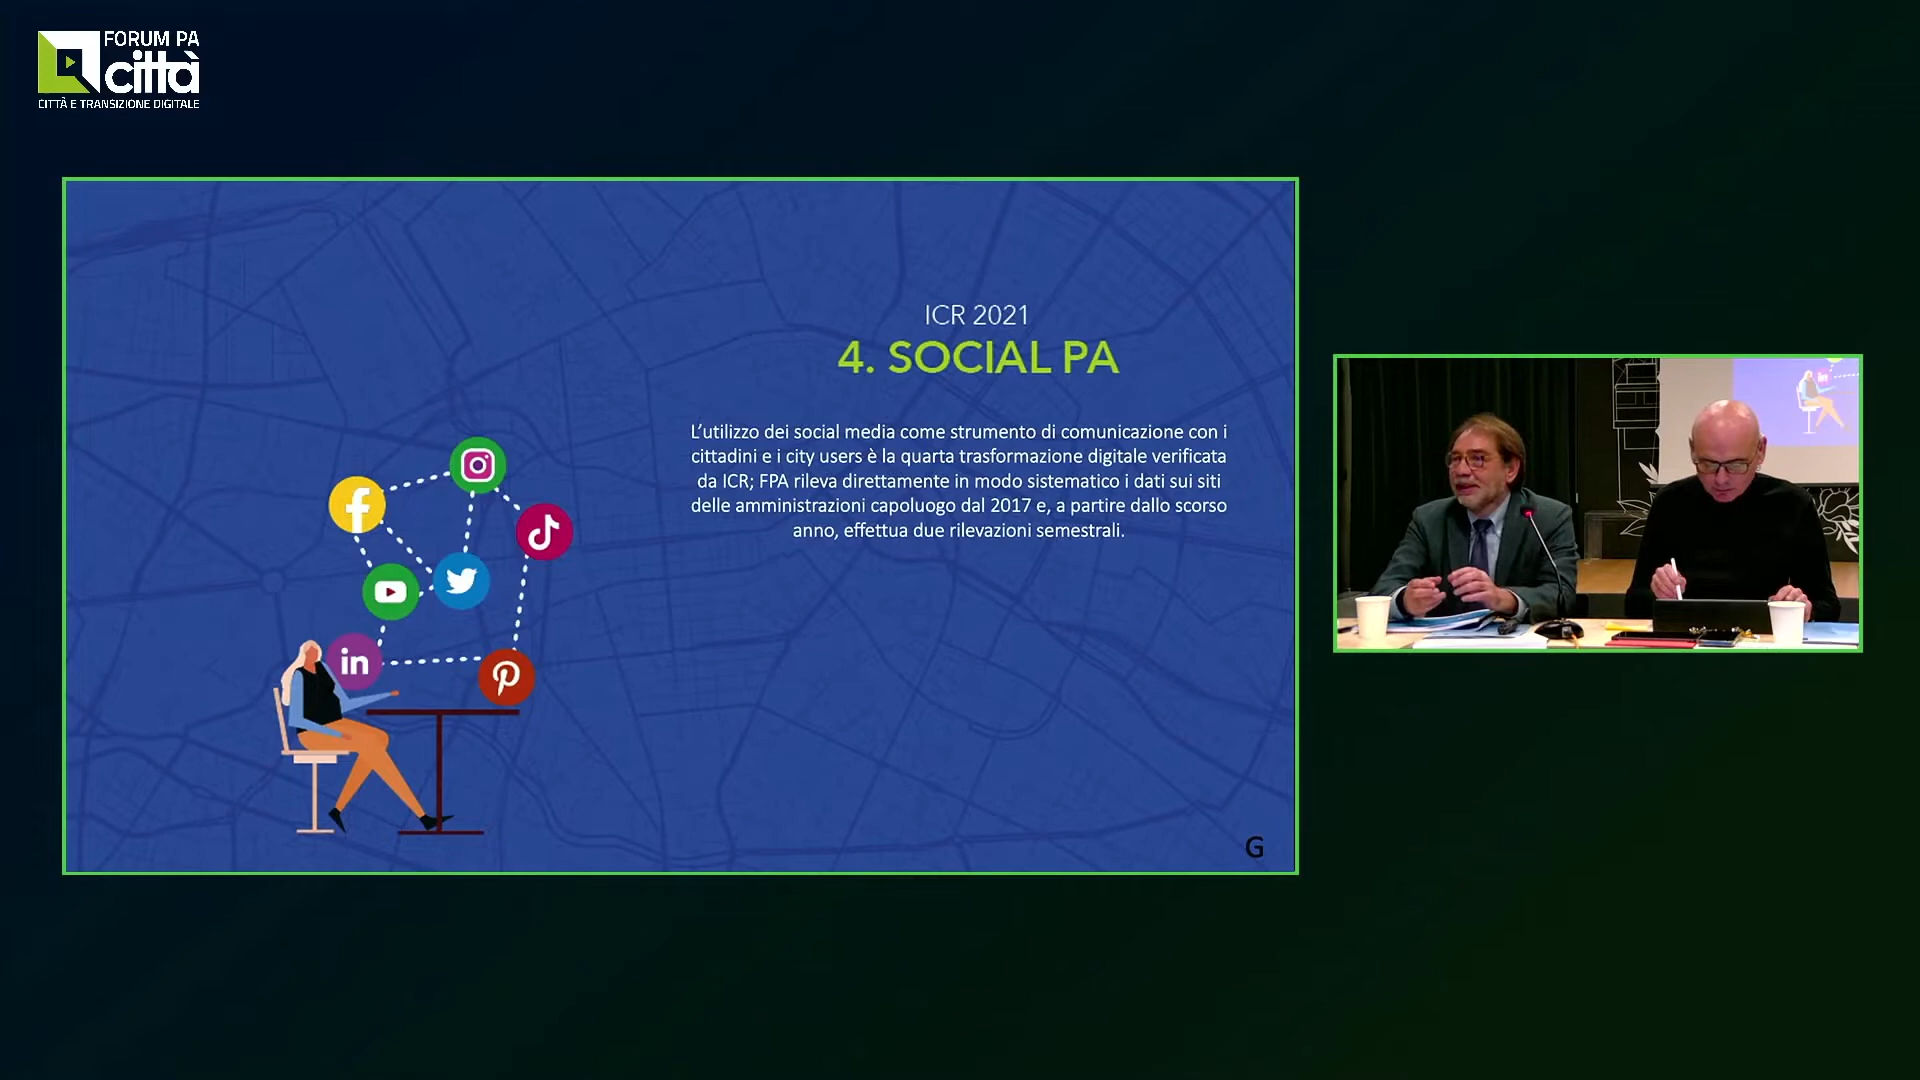 FORUM PA
città
CITTÀ E TRANSIZIONE DIGITALE
ICR 2021
4. SOCIAL PA
L'utilizzo dei social media come strumento di comunicazione con i
cittadini e i city users è la quarta trasformazione digitale verificata
da ICR; FPA rileva direttamente in modo sistematico i dati sui siti
delle amministrazioni capoluogo dal 2017 e, a partire dallo scorso
anno, effettua due rilevazioni semestrali.
in
G